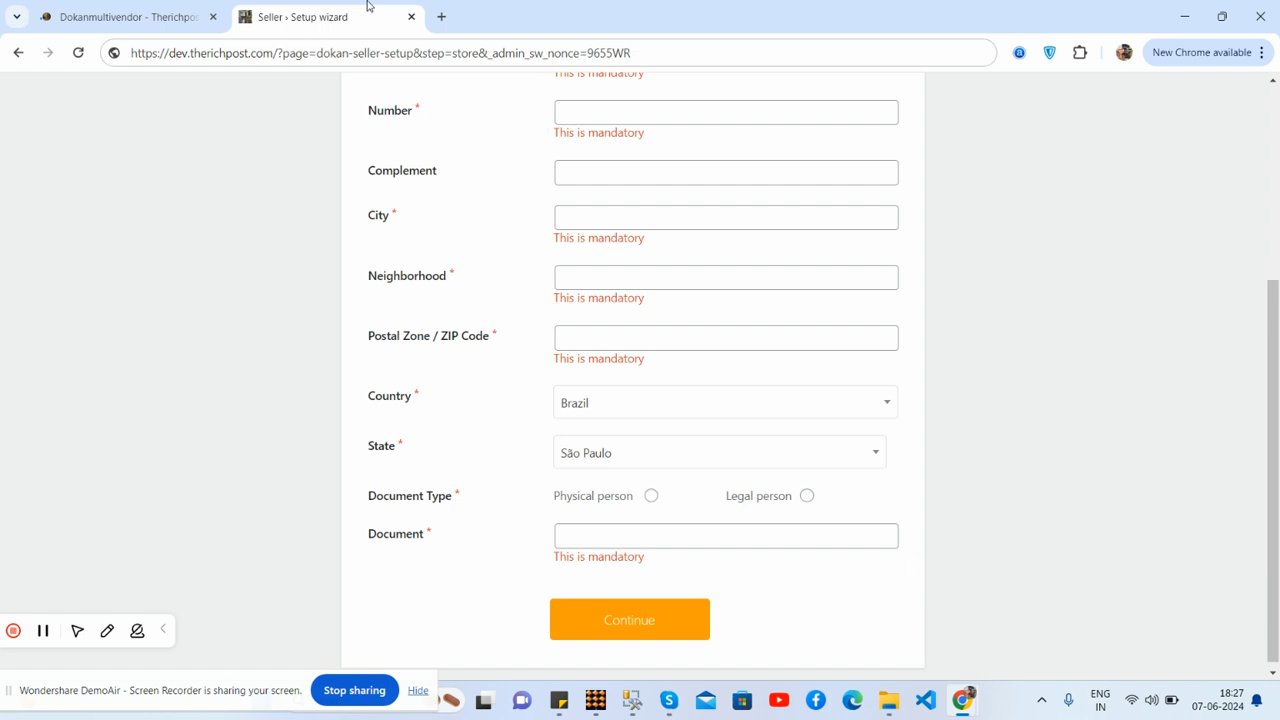 Dokanmultivendor - Therichpos
Seller › Setup wizard
https://dev.therichpost.com/?page=dokan-seller-setup&step=store&_admin_sw_nonce=9655WR
New Chrome available
This is mandatory
Number *
This is mandatory
Complement
City *
This is mandatory
Neighborhood *
This is mandatory
Postal Zone / ZIP Code *
This is mandatory
Country *
Brazil
State *
São Paulo
Document Type *
Physical person
Legal person
Document *
This is mandatory
Continue
Wondershare DemoAir - Screen Recorder is sharing your screen.
Stop sharing
Hide
ENG
IN
18:27
07-06-2024